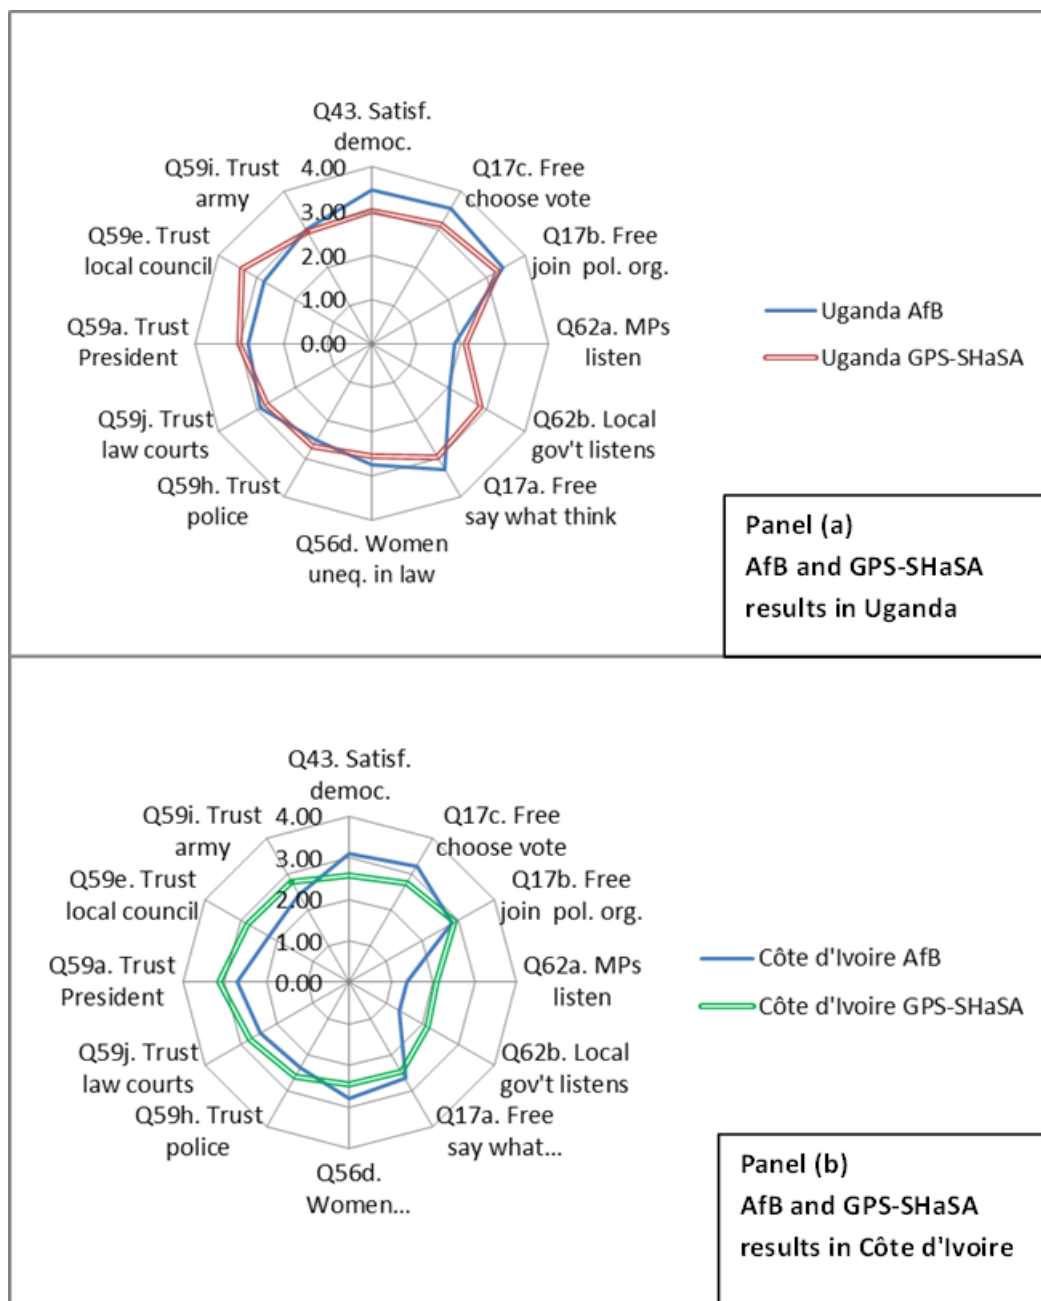 Q43. Satisf.
democ.
Q17c. Free
choose vote
Q17b. Free
join pol. org.
Q62a. MPs
listen
Q62b. Local
gov't listens
Q17a. Free
say what think
Q56d. Women
uneq. in law
Q59h. Trust
police
Q59j. Trust
law courts
Q59a. Trust
President
Q59e. Trust
local council
Q59i. Trust
army
4.00
3.00
2.00
1.00
0.00
Uganda AfB
Uganda GPS-SHaSA
Panel (a)
AfB and GPS-SHaSA
results in Uganda
Q43. Satisf.
democ.
Q17c. Free
choose vote
Q17b. Free
join pol. org.
Q62a. MPs
listen
Q62b. Local
gov't listens
Q17a. Free
say what...
Q56d.
Women...
Q59h. Trust
police
Q59j. Trust
law courts
Q59a. Trust
President
Q59e. Trust
local council
Q59i. Trust
army
4.00
3.00
2.00
1.00
0.00
Côte d'Ivoire AfB
Côte d'Ivoire GPS-SHaSA
Panel (b)
AfB and GPS-SHaSA
results in Côte d'Ivoire